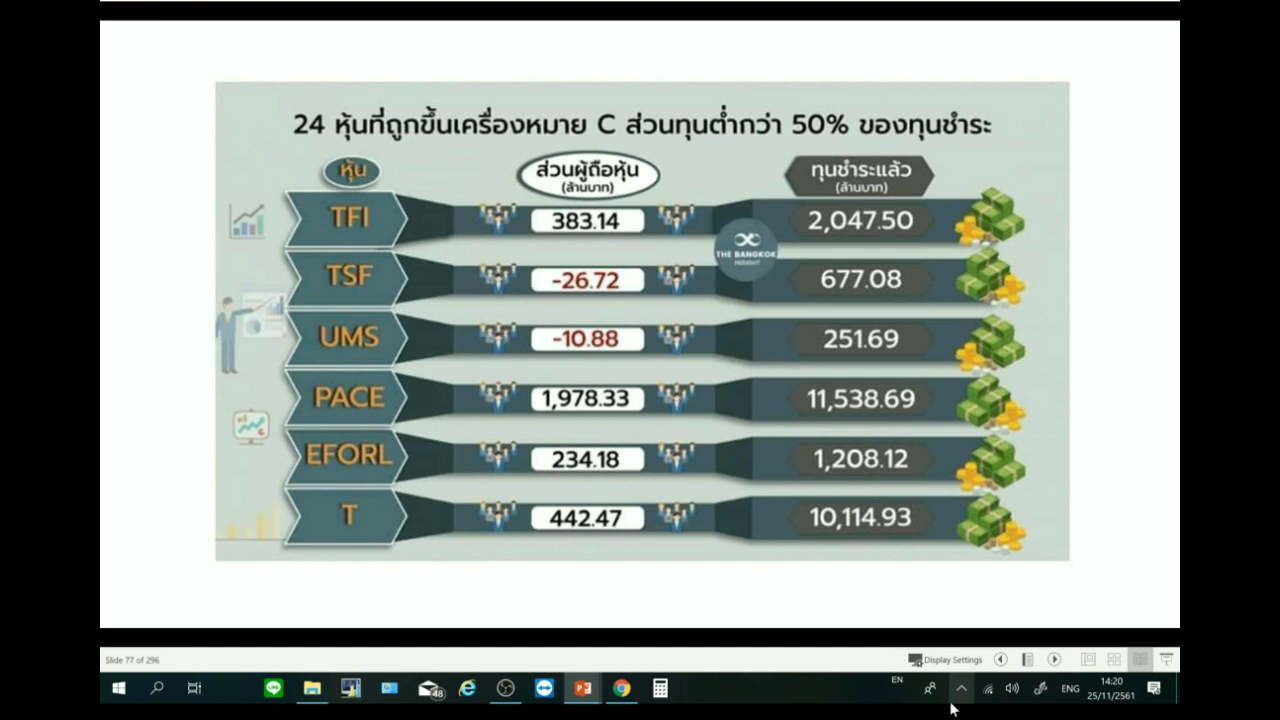 24 หุ้นที่ถูกขึ้นเครื่องหมาย C ส่วนทุนต่ำกว่า 50% ของทุนชำระ
หุ้น ส่วนผู้ถือหุ้น ทุนชำระแล้ว
(ล้านบาท) (ล้านบาท)
TFI 383.14 2,047.50
THE BANGKOK
INSIGHT
TSF -26.72 677.08
UMS -10.88 251.69
PACE 1,978.33 11,538.69
EFORL 234.18 1,208.12
T 442.47 10,114.93
Slide 77 of 296 Display Settings
EN
48 ENG 14:20
25/11/2561